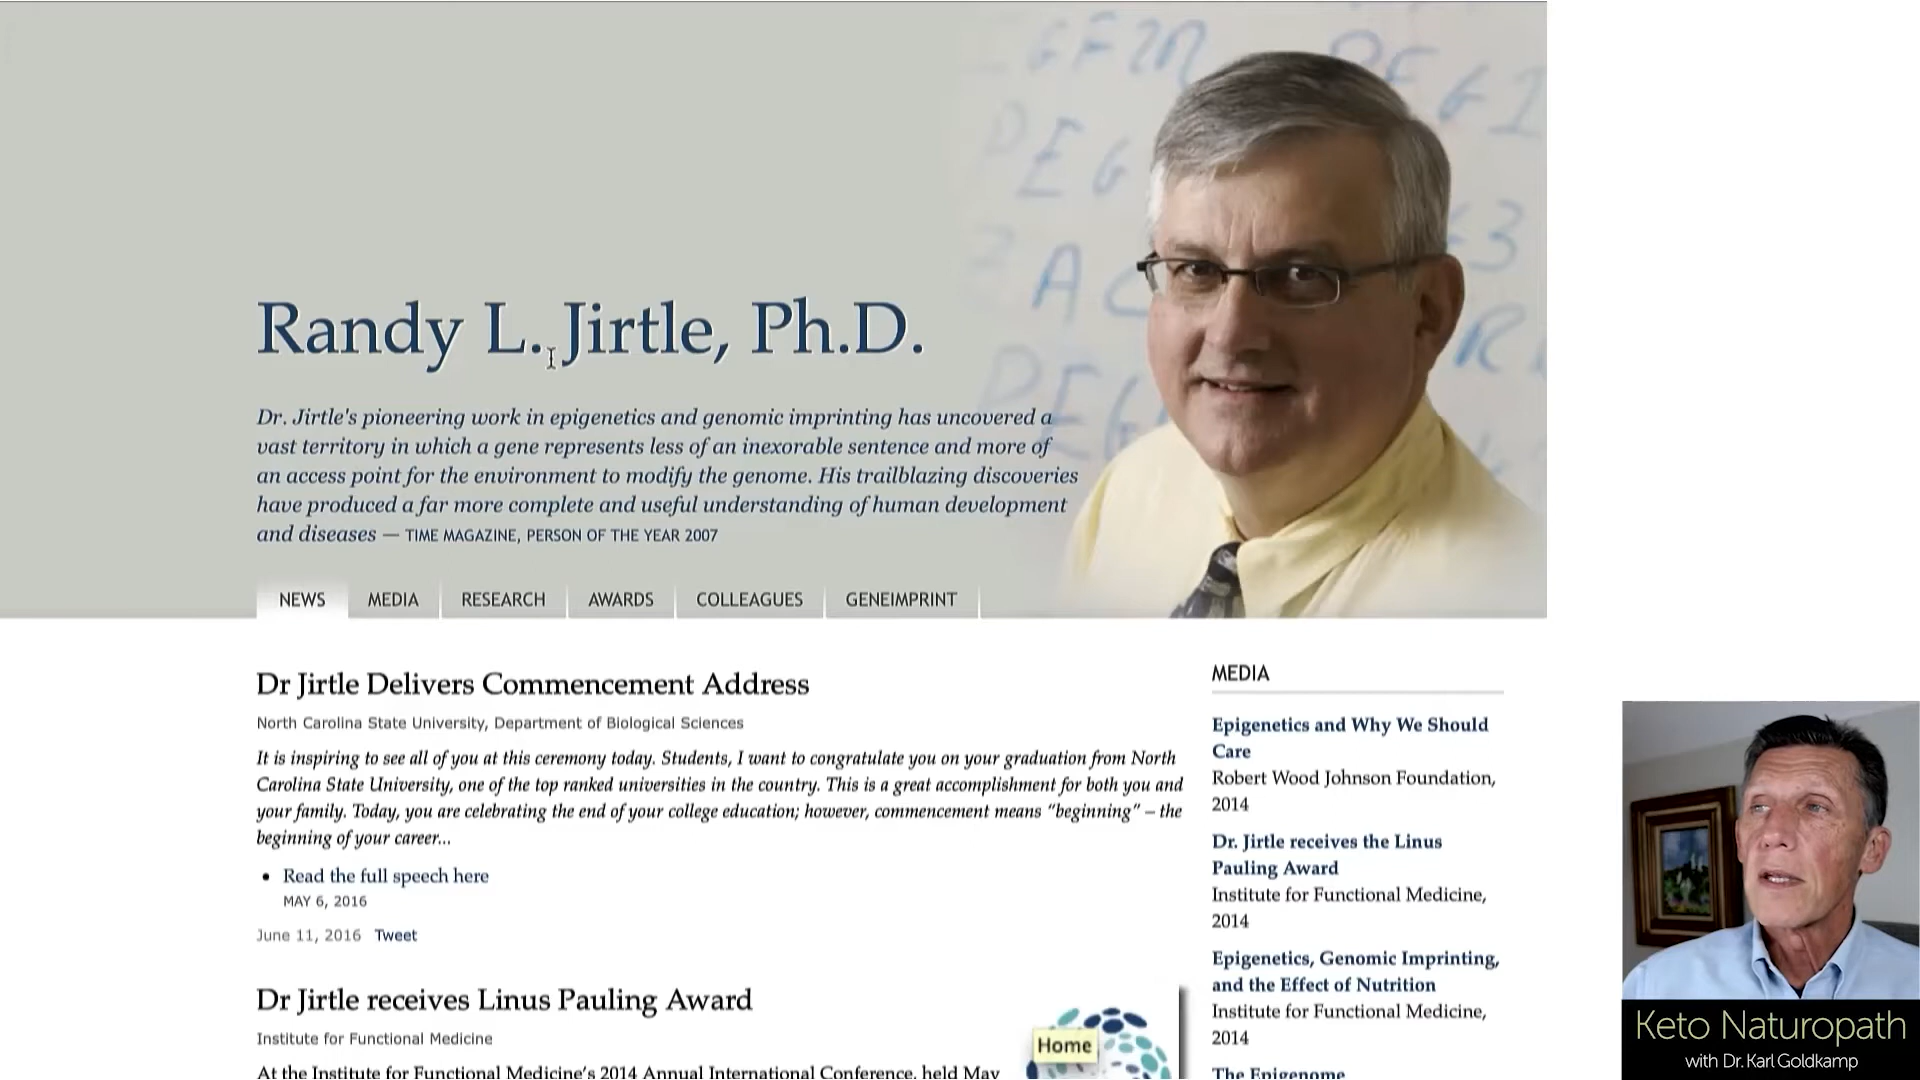 Randy L. Jirtle, Ph.D.
Dr. Jirtle's pioneering work in epigenetics and genomic imprinting has uncovered a
vast territory in which a gene represents less of an inexorable sentence and more of
an access point for the environment to modify the genome. His trailblazing discoveries
have produced a far more complete and useful understanding of human development
and diseases — TIME MAGAZINE, PERSON OF THE YEAR 2007
NEWS
MEDIA
RESEARCH
AWARDS
COLLEAGUES
GENEIMPRINT
Dr Jirtle Delivers Commencement Address
North Carolina State University, Department of Biological Sciences
It is inspiring to see all of you at this ceremony today. Students, I want to congratulate you on your graduation from North
Carolina State University, one of the top ranked universities in the country. This is a great accomplishment for both you and
your family. Today, you are celebrating the end of your college education; however, commencement means “beginning” – the
beginning of your career...
• Read the full speech here
MAY 6, 2016
June 11, 2016 Tweet
Dr Jirtle receives Linus Pauling Award
Institute for Functional Medicine
At the Institute for Functional Medicine's 2014 Annual International Conference, held May
Home
MEDIA
Epigenetics and Why We Should
Care
Robert Wood Johnson Foundation,
2014
Dr. Jirtle receives the Linus
Pauling Award
Institute for Functional Medicine,
2014
Epigenetics, Genomic Imprinting,
and the Effect of Nutrition
Institute for Functional Medicine,
2014
The Epigenome
Keto Naturopath
with Dr. Karl Goldkamp